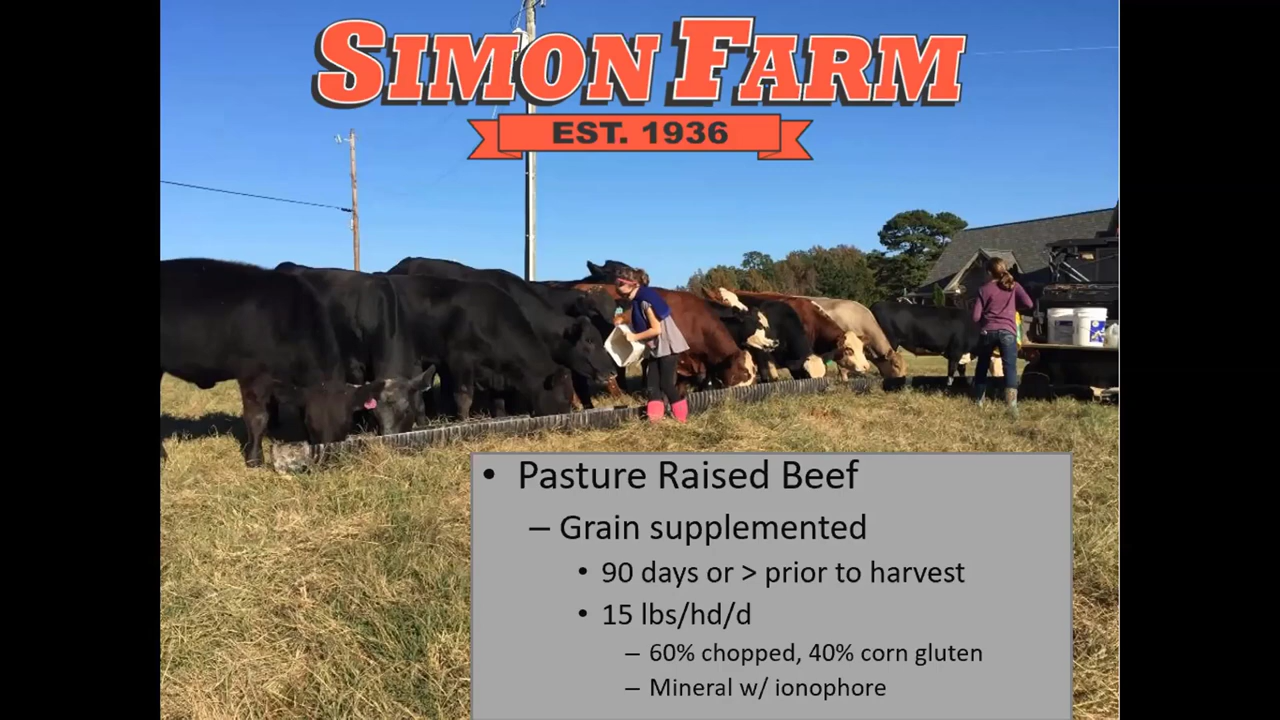 SIMON FARM
EST. 1936
• Pasture Raised Beef
– Grain supplemented
• 90 days or > prior to harvest
• 15 lbs/hd/d
– 60% chopped, 40% corn gluten
– Mineral w/ ionophore